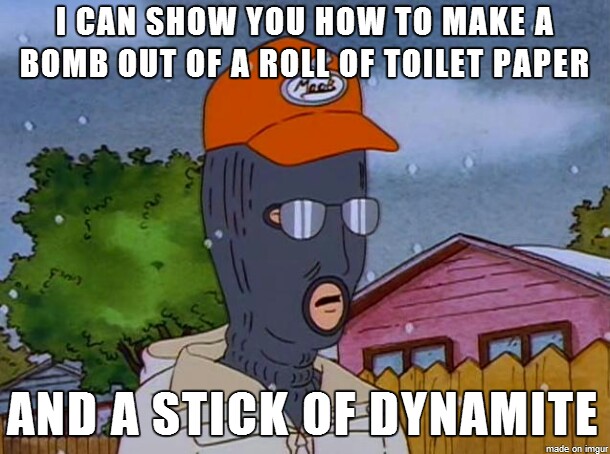 I CAN SHOW YOU HOW TO MAKE A
BOMB OUT OF A ROLL OF TOILET PAPER
AND A STICK OF DYNAMITE
made on imgur